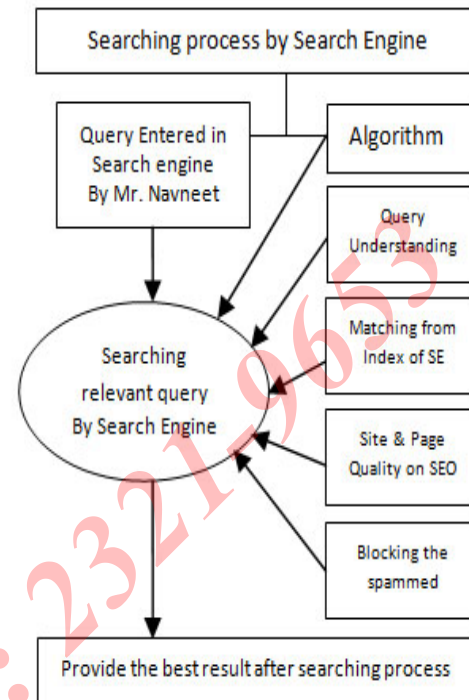 Searching process by Search Engine
Query Entered in
Search engine
By Mr. Navneet
Algorithm
Query
Understanding
Matching from
Index of SE
Searching
relevant query
By Search Engine
Site & Page
Quality on SEO
Blocking the
spammed
Provide the best result after searching process
: 2321-9653